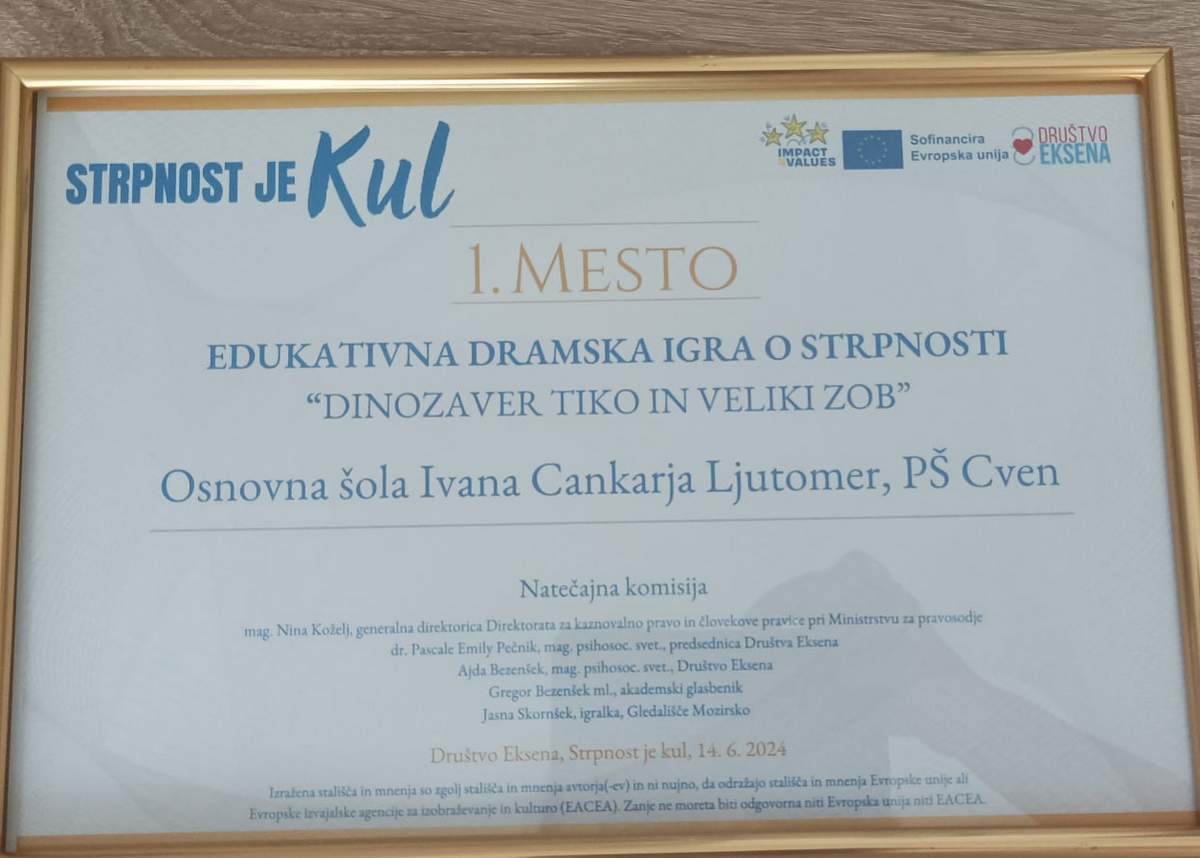 STRPNOST JE Kul
IMPACT
4 VALUES
Sofinancira
Evropska unija
DRUŠTVO
EKSENA
1. MESTO
EDUKATIVNA DRAMSKA IGRA O STRPNOSTI
“DINOZAVER TIKO IN VELIKI ZOB”
Osnovna šola Ivana Cankarja Ljutomer, PŠ Cven
Natečajna komisija
mag. Nina Koželj, generalna direktorica Direktorata za kaznovalno pravo in človekove pravice pri Ministrstvu za pravosodje
dr. Pascale Emily Pečnik, mag. psihosoc. svet., predsednica Društva Eksena
Ajda Bezenšek, mag. psihosoc. svet., Društvo Eksena
Gregor Bezenšek ml., akademski glasbenik
Jasna Skornšek, igralka, Gledališče Mozirsko
Društvo Eksena, Strpnost je kul, 14. 6. 2024
Izražena stališča in mnenja so zgolj stališča in mnenja avtorja(-ev) in ni nujno, da odražajo stališča in mnenja Evropske unije ali
Evropske izvajalske agencije za izobraževanje in kulturo (EACEA). Zanje ne moreta biti odgovorna niti Evropska unija niti EACEA.